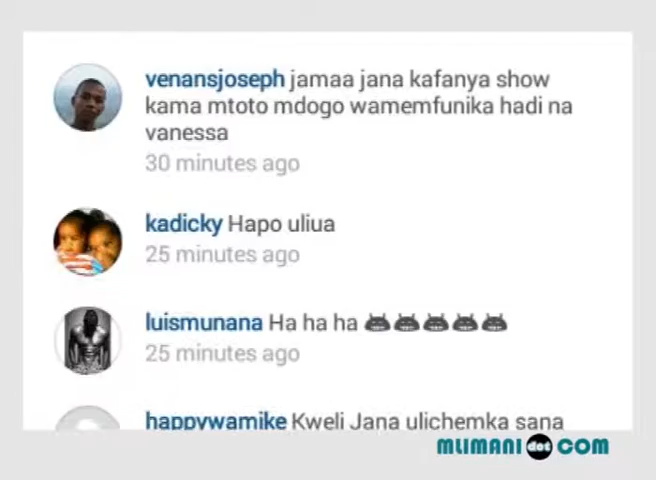 venansjoseph jamaa jana kafanya show
kama mtoto mdogo wamemfunika hadi na
vanessa
30 minutes ago
kadicky Hapo uliua
25 minutes ago
luismunana Ha ha ha
25 minutes ago
happywamike Kweli Jana ulichemka sana
MLIMANI dot COM